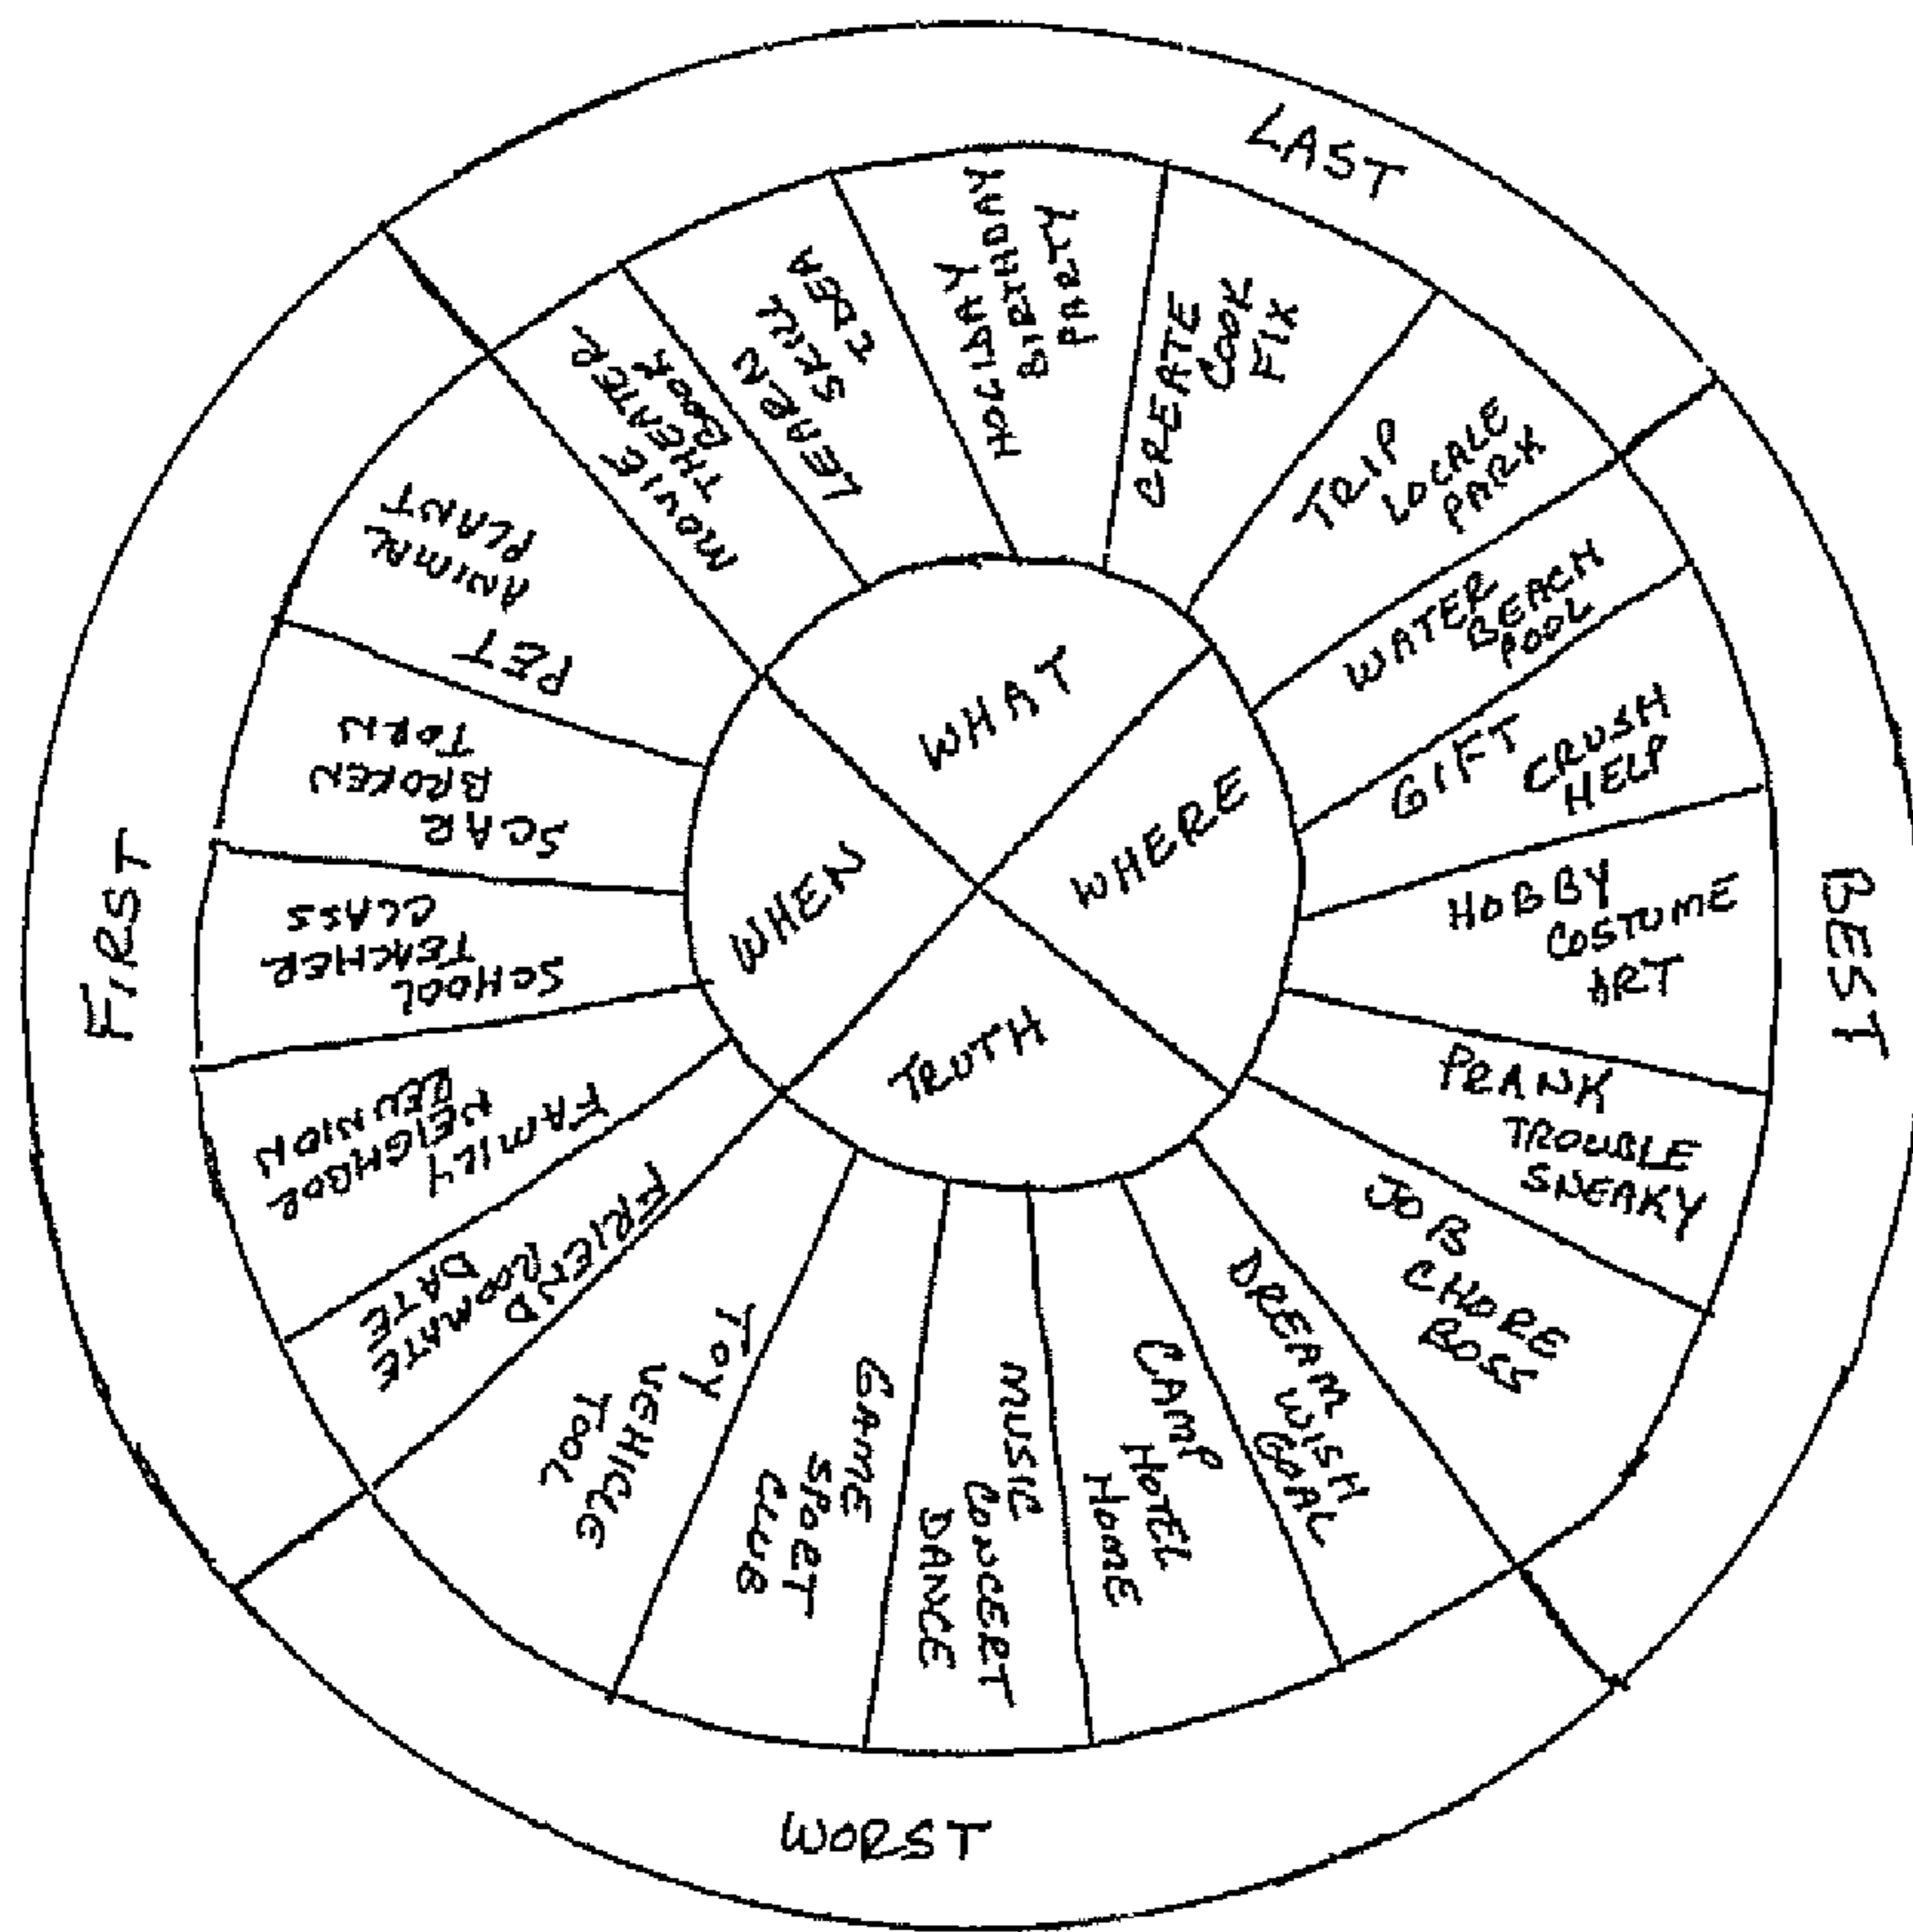 LAST
BEST
WORST
FIRST
WHAT
WHERE
TRUTH
WHEN
MOVIE
THEATER
BOOK
LEARN
SKILL
HOLIDAY
BIRTHDAY
PARTY
CREATE
COOK
FIX
TRIP
LOCALE
PARK
WATER
BEACH
POOL
GIFT
CRUSH
HELP
HOBBY
COSTUME
ART
PRANK
TROUBLE
SNEAKY
JOB
CHORE
BOSS
DREAM
WISH
GOAL
CAMP
HOTEL
HOME
MUSIC
CONCERT
DANCE
GAME
SPORT
CLUB
TOY
VEHICLE
TOOL
FRIEND
ROOMMATE
DATE
FAMILY
NEIGHBOR
REUNION
SCHOOL
TEACHER
CLASS
SCAR
BROKEN
TORN
PET
ANIMAL
PLANT